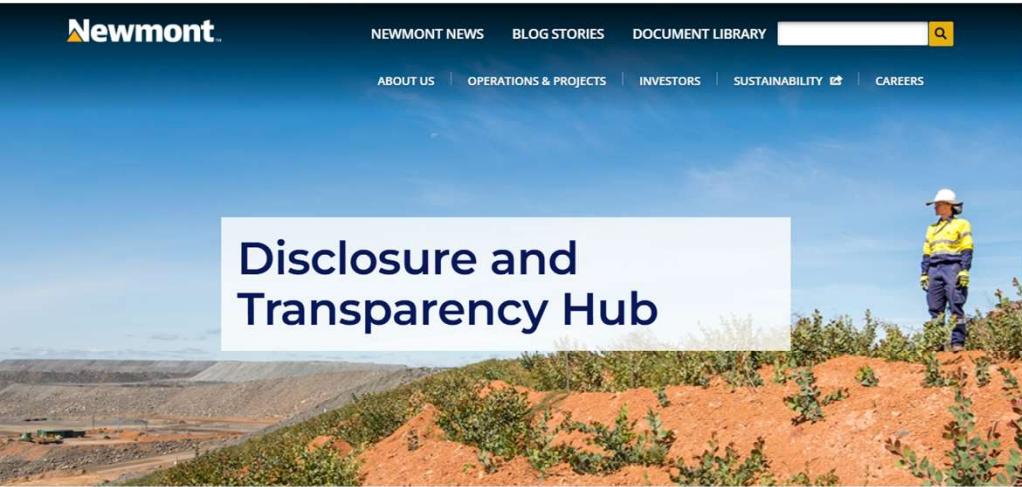 Newmont
NEWMONT NEWS BLOG STORIES DOCUMENT LIBRARY
ABOUT US OPERATIONS & PROJECTS INVESTORS SUSTAINABILITY CAREERS
Disclosure and
Transparency Hub